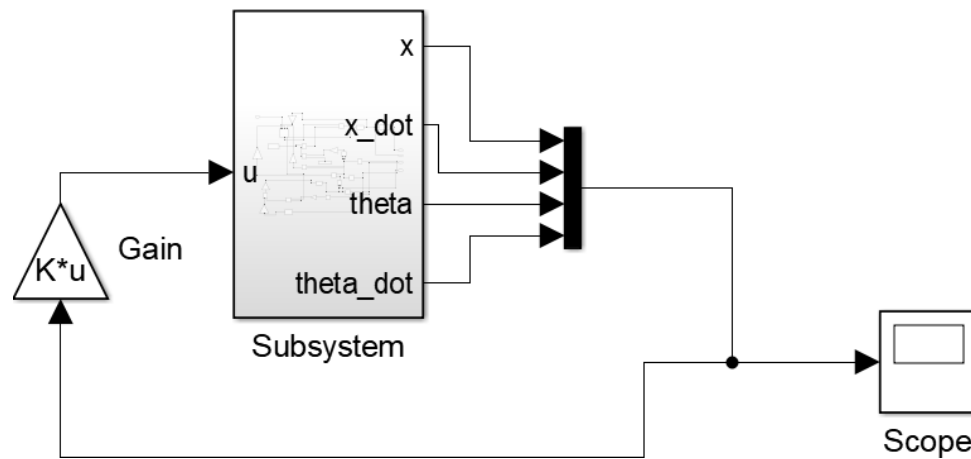 x
x_dot
u
theta
Gain
K*u
theta_dot
Subsystem
Scope